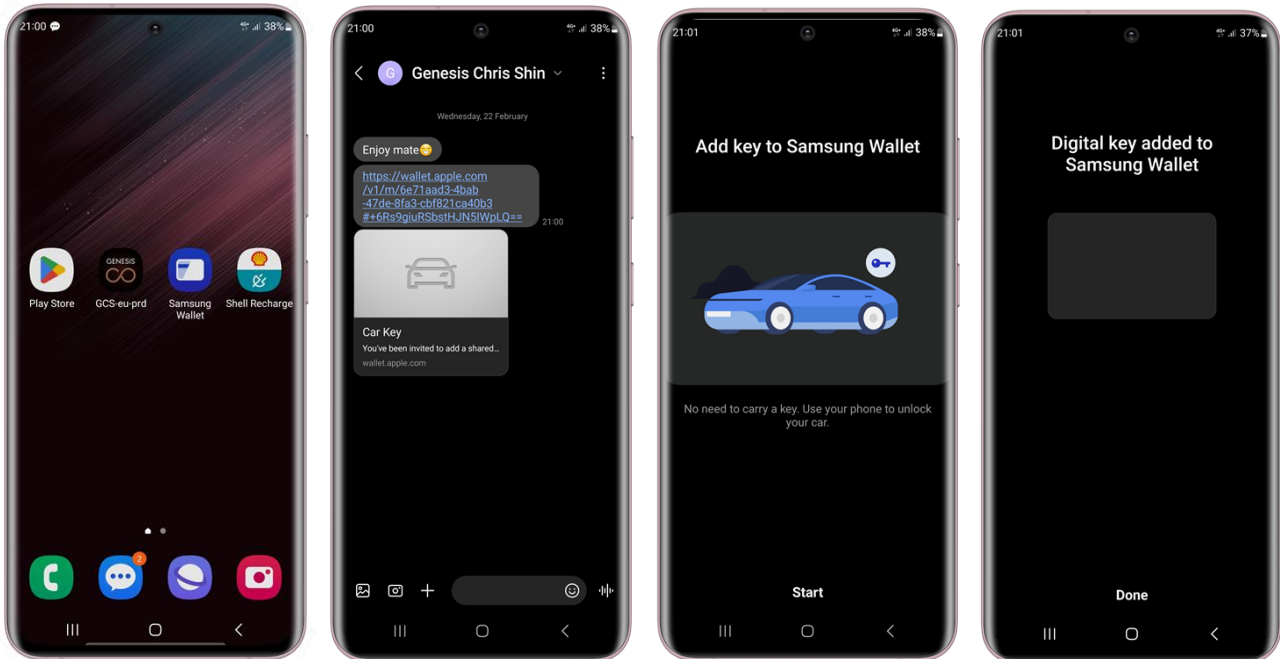 21:00
4G+ 38%
GENESIS
Play Store
GCS-eu-prd
Samsung
Wallet
Shell Recharge
2
21:00
4G+ 38%
G Genesis Chris Shin
Wednesday, 22 February
Enjoy mate😁
https://wallet.apple.com
/v1/m/6e71aad3-4bab
-47de-8fa3-cbf821ca40b3
#+6Rs9giuRSbstHJN5IWpLQ==
21:00
Car Key
You've been invited to add a shared...
wallet.apple.com
21:01
4G+ 38%
Add key to Samsung Wallet
No need to carry a key. Use your phone to unlock
your car.
Start
21:01
4G+ 37%
Digital key added to
Samsung Wallet
Done